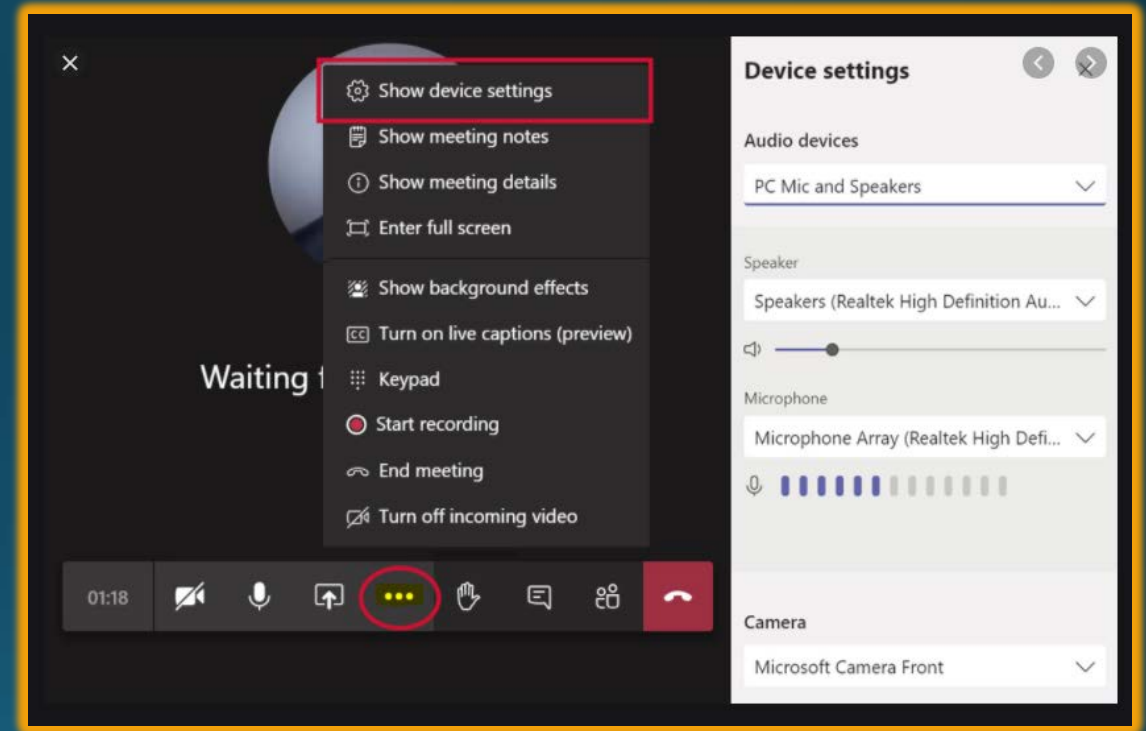 Show device settings
Show meeting notes
Show meeting details
Enter full screen
Show background effects
CC Turn on live captions (preview)
Keypad
Start recording
End meeting
Turn off incoming video
Waiting f
01:18
Device settings
Audio devices
PC Mic and Speakers
Speaker
Speakers (Realtek High Definition Au...
Microphone
Microphone Array (Realtek High Defi...
Camera
Microsoft Camera Front